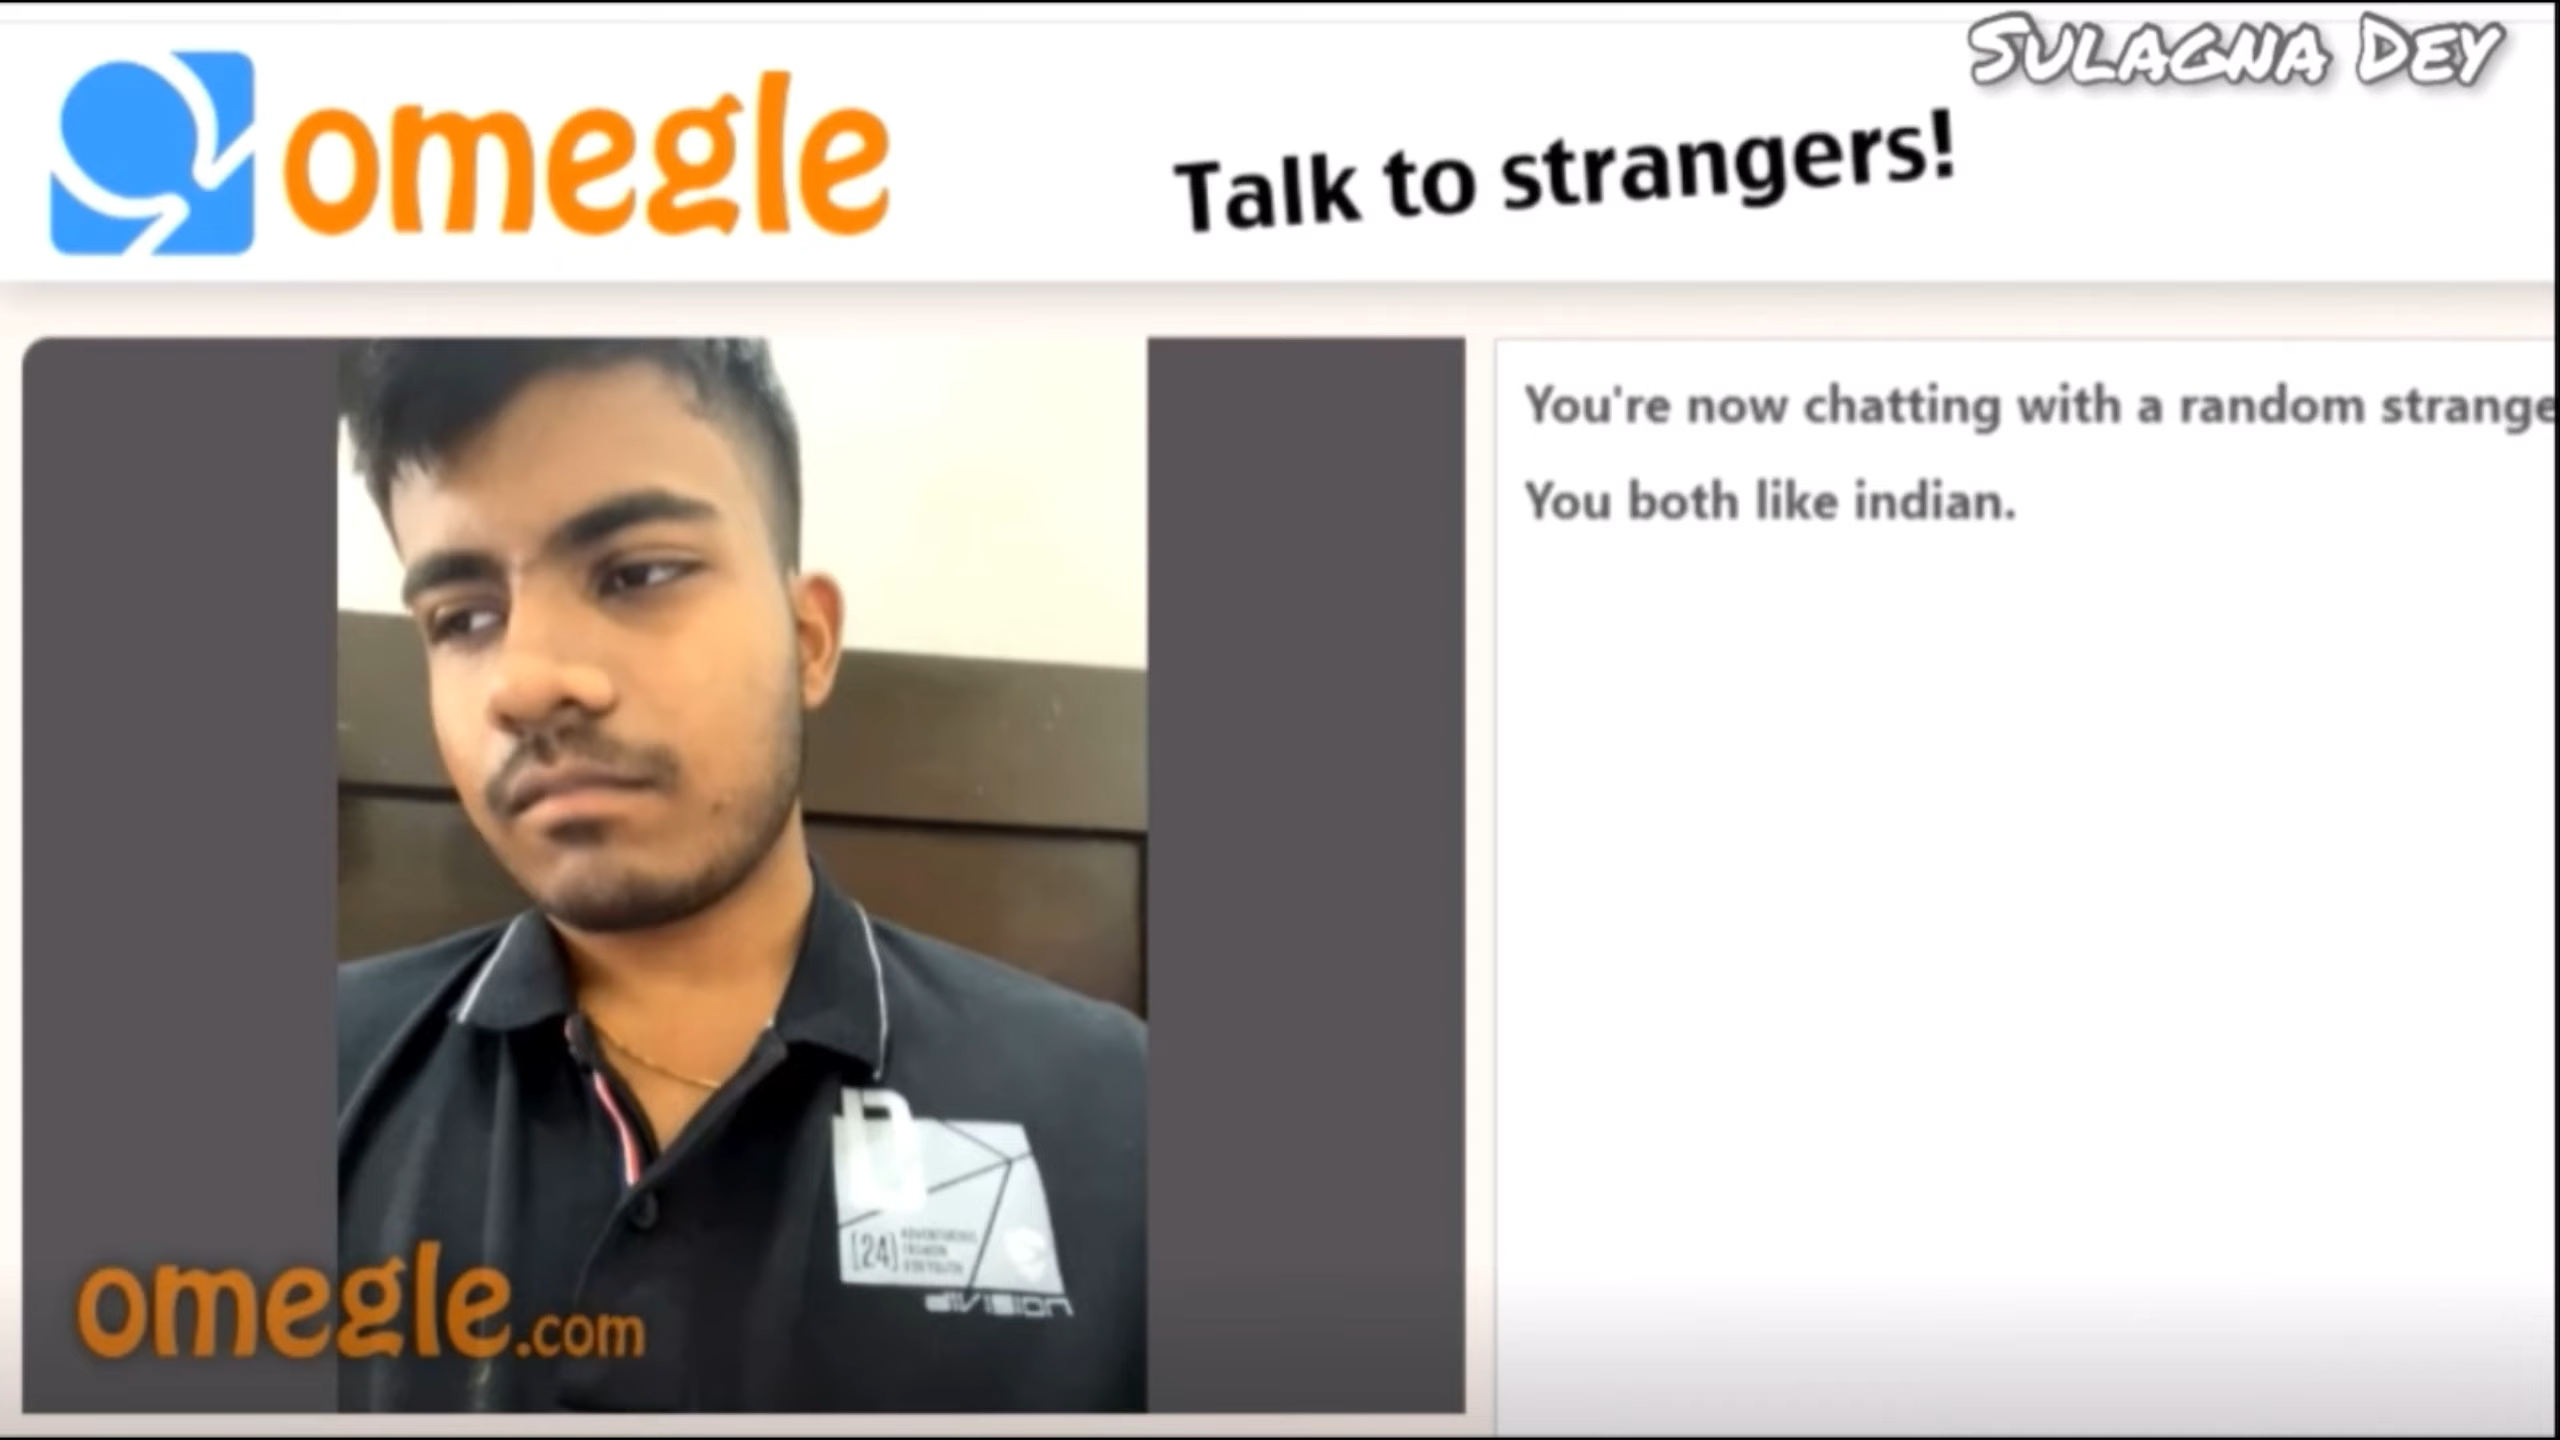 Sulagna Dey
omegle
Talk to strangers!
You're now chatting with a random strange
You both like indian.
[24]
DIVISION
omegle.com